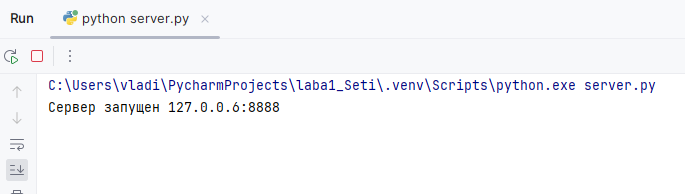 Run
python server.py
C:\Users\vladi\PycharmProjects\laba1_Seti\.venv\Scripts\python.exe server.py
Сервер запущен 127.0.0.6:8888